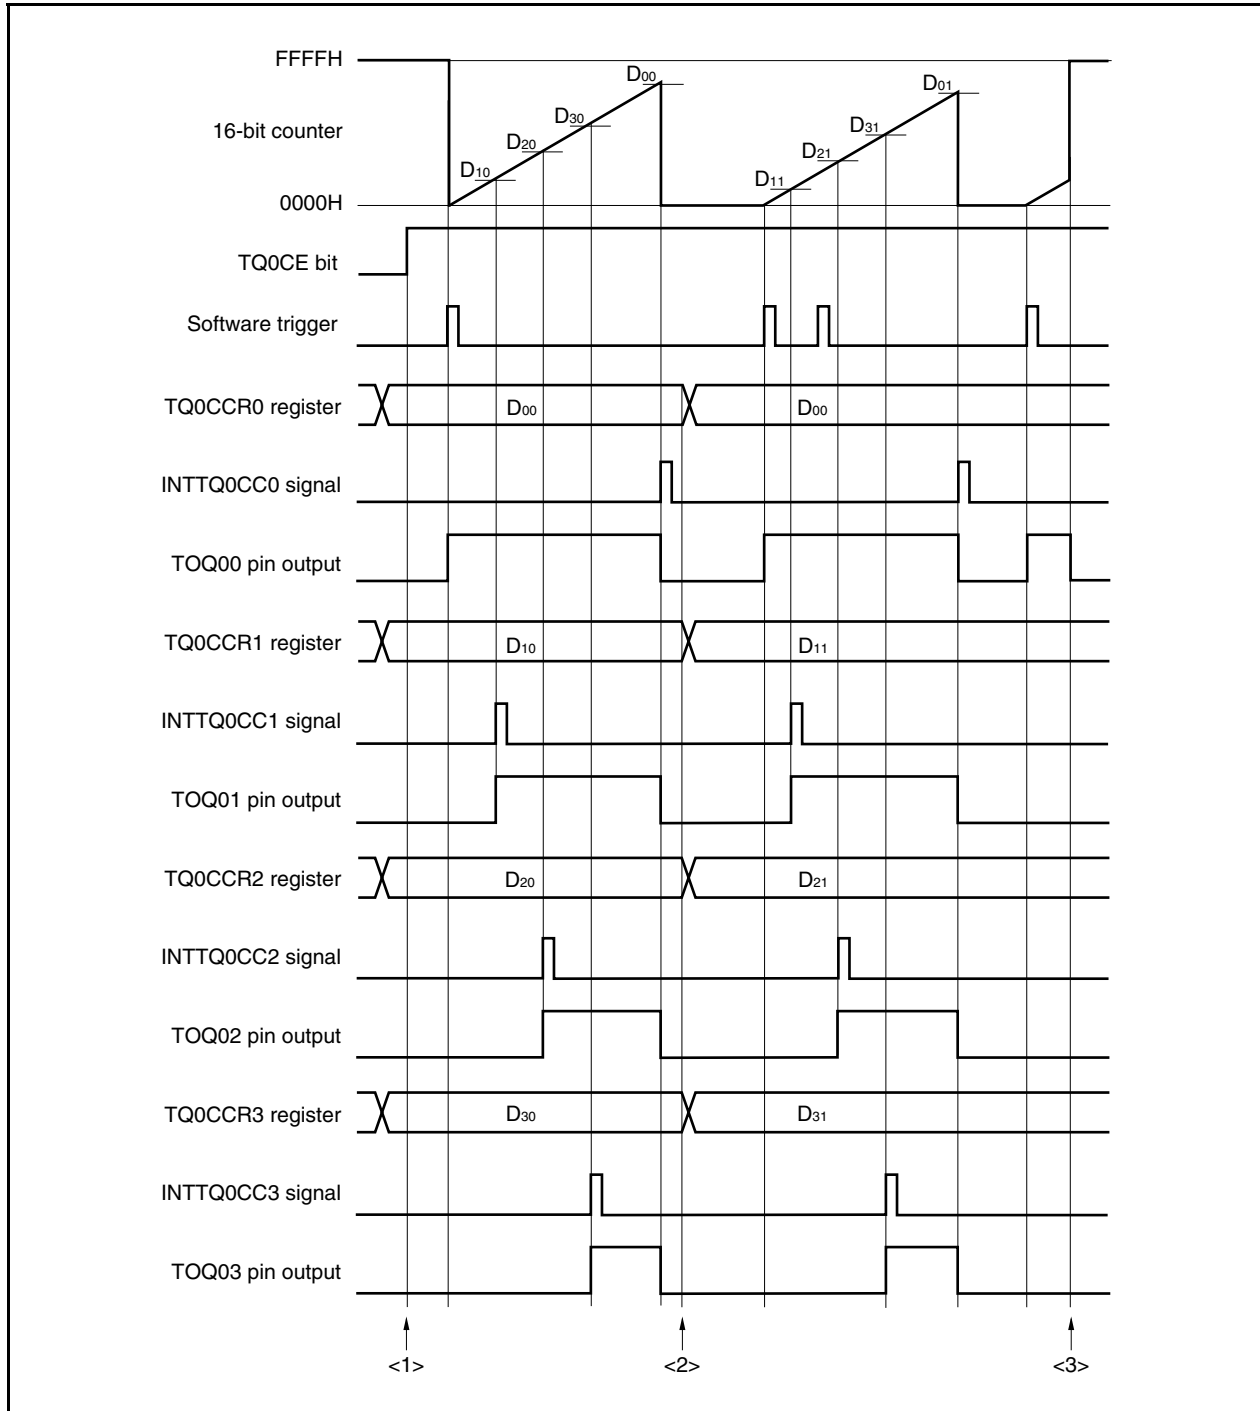 FFFFH
D00
D01
D30
D31
16-bit counter
D20
D21
D10
D11
0000H
TQ0CE bit
Software trigger
TQ0CCR0 register
D00
D00
INTTQ0CC0 signal
TOQ00 pin output
TQ0CCR1 register
D10
D11
INTTQ0CC1 signal
TOQ01 pin output
TQ0CCR2 register
D20
D21
INTTQ0CC2 signal
TOQ02 pin output
TQ0CCR3 register
D30
D31
INTTQ0CC3 signal
TOQ03 pin output
<1>
<2>
<3>